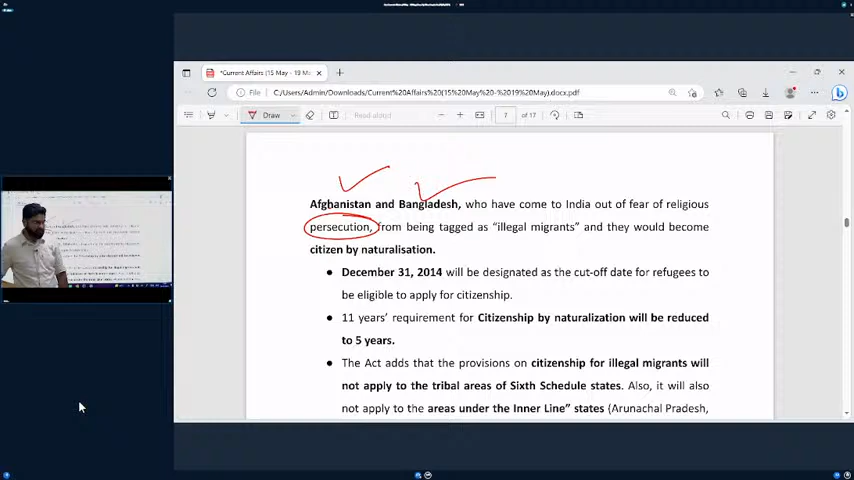 *Current Affairs (15 May - 19 M
File
C:/Users/Admin/Downloads/Current%20Affairs%20(15%20May%20-%2019%20May).docx.pdf
Draw
Read aloud
7
of 17
Afghanistan and Bangladesh, who have come to India out of fear of religious
persecution, from being tagged as “illegal migrants” and they would become
citizen by naturalisation.
● December 31, 2014 will be designated as the cut-off date for refugees to
be eligible to apply for citizenship.
● 11 years’ requirement for Citizenship by naturalization will be reduced
to 5 years.
● The Act adds that the provisions on citizenship for illegal migrants will
not apply to the tribal areas of Sixth Schedule states. Also, it will also
not apply to the areas under the Inner Line” states (Arunachal Pradesh,